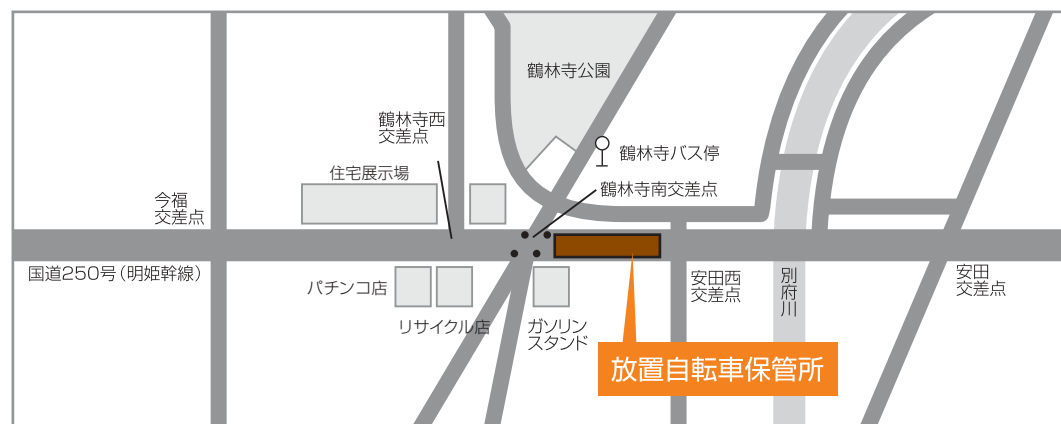 鶴林寺公園
鶴林寺西
交差点
鶴林寺バス停
住宅展示場
鶴林寺南交差点
今福
交差点
国道250号(明姫幹線)
パチンコ店
リサイクル店
ガソリン
スタンド
安田西
交差点
別府川
安田
交差点
放置自転車保管所